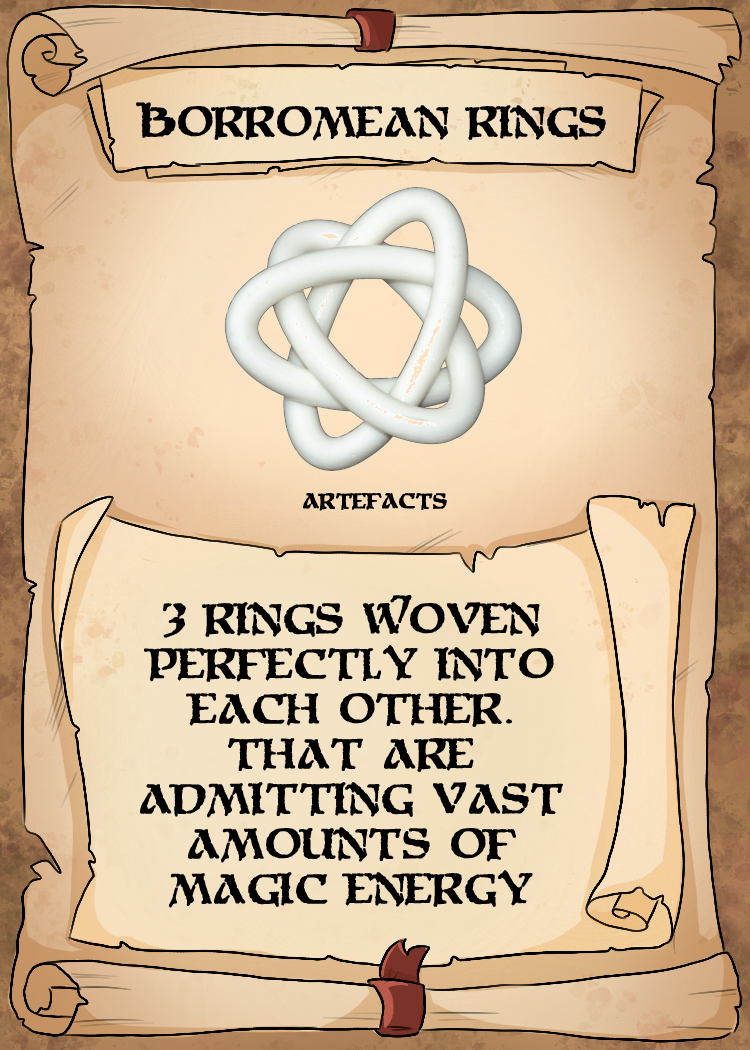 BORROMEAN RINGS
ARTEFACTS
3 RINGS WOVEN
PERFECTLY INTO
EACH OTHER.
THAT ARE
ADMITTING VAST
AMOUNTS OF
MAGIC ENERGY